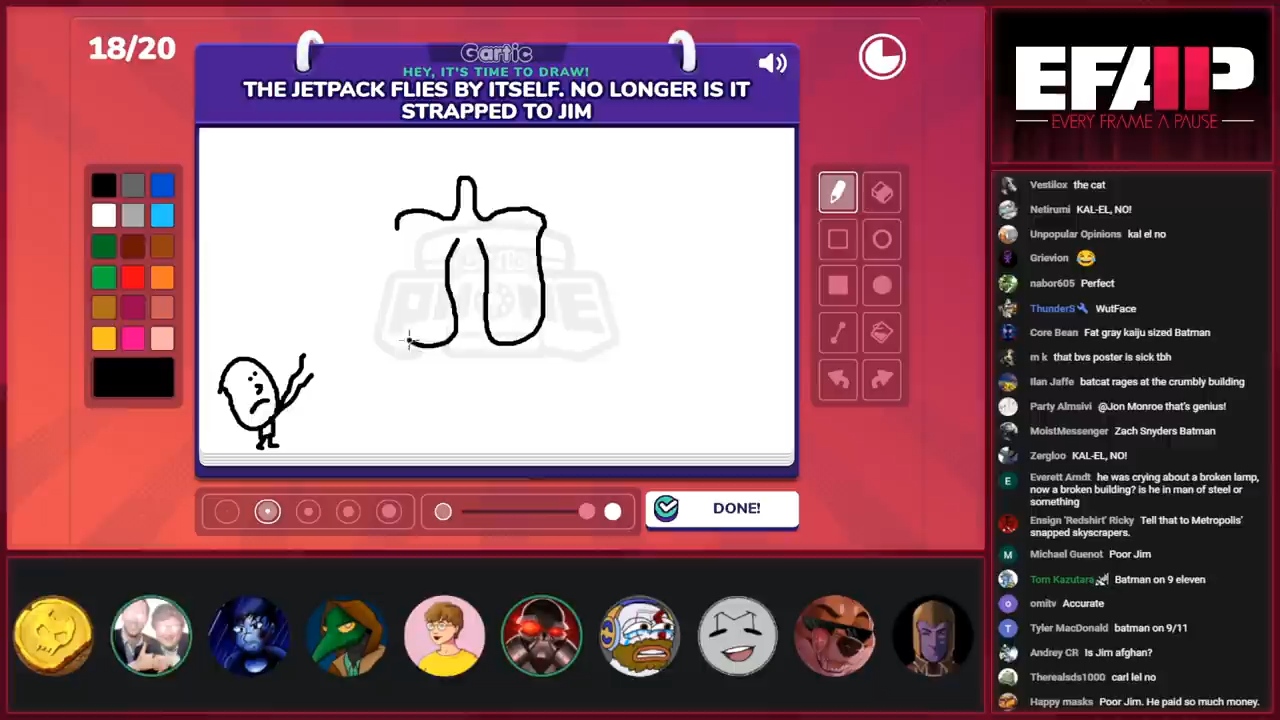 18/20
Gartic
HEY, IT'S TIME TO DRAW!
THE JETPACK FLIES BY ITSELF. NO LONGER IS IT
STRAPPED TO JIM
PHONE
DONE!
EFAP
EVERY FRAME A PAUSE
Vestilox the cat
Netirumi KAL-EL, NO!
Unpopular Opinions kal el no
Grievion 😂
nabor605 Perfect
ThunderS🔧 WutFace
Core Bean Fat gray kaiju sized Batman
m k that bvs poster is sick tbh
Ilan Jaffe batcat rages at the crumbly building
Party Almsivi @Jon Monroe that's genius!
MoistMessenger Zach Snyders Batman
Zergloo KAL-EL, NO!
E Everett Arndt he was crying about a broken lamp,
now a broken building? is he in man of steel or
something
Ensign 'Redshirt' Ricky Tell that to Metropolis'
snapped skyscrapers.
M Michael Guenot Poor Jim
Tom Kazutara Batman on 9 eleven
omitv Accurate
T Tyler MacDonald batman on 9/11
Andrey CR Is Jim afghan?
Therealsds1000 carl lel no
Happy masks Poor Jim. He paid so much money.